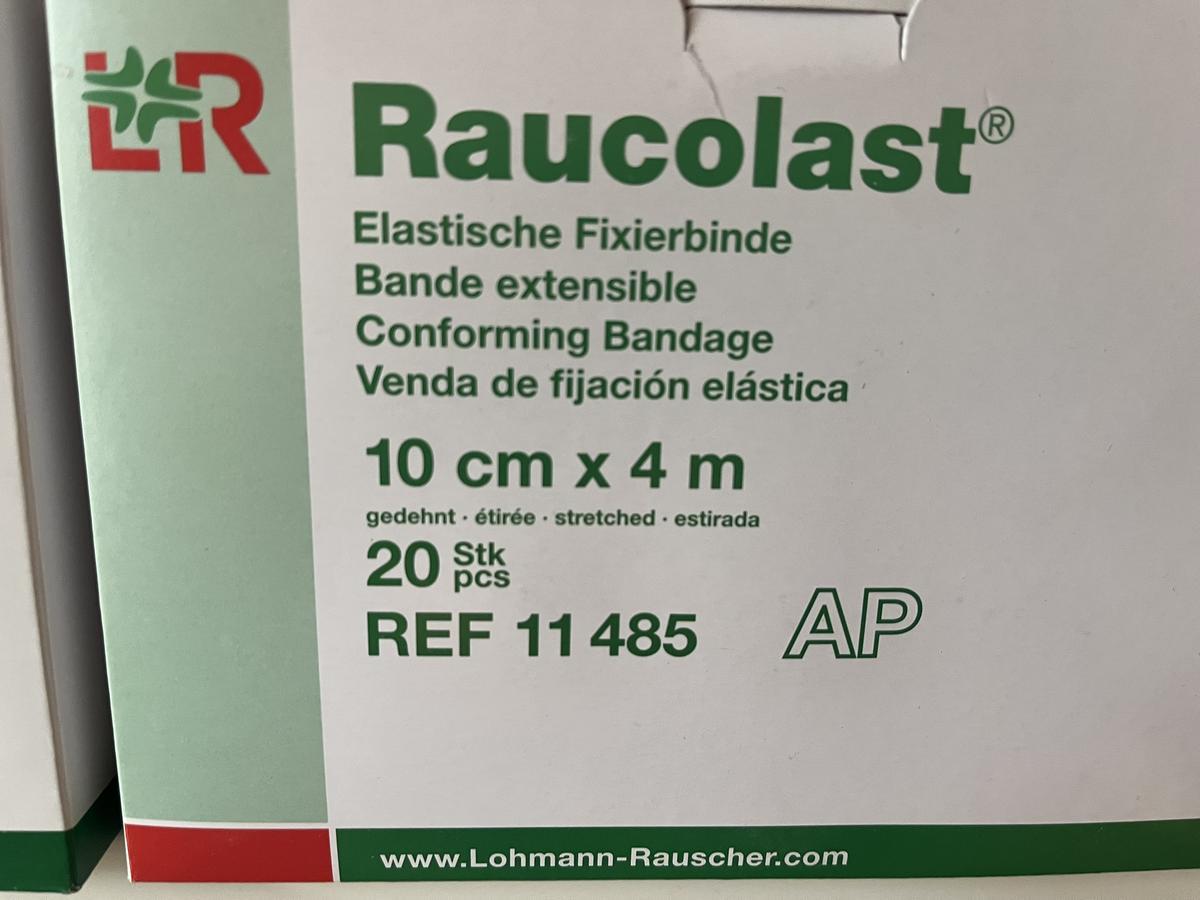 LR
Raucolast®
Elastische Fixierbinde
Bande extensible
Conforming Bandage
Venda de fijación elástica
10 cm x 4 m
gedehnt · étirée · stretched · estirada
20 Stk pcs
REF 11 485 AP
www.Lohmann-Rauscher.com